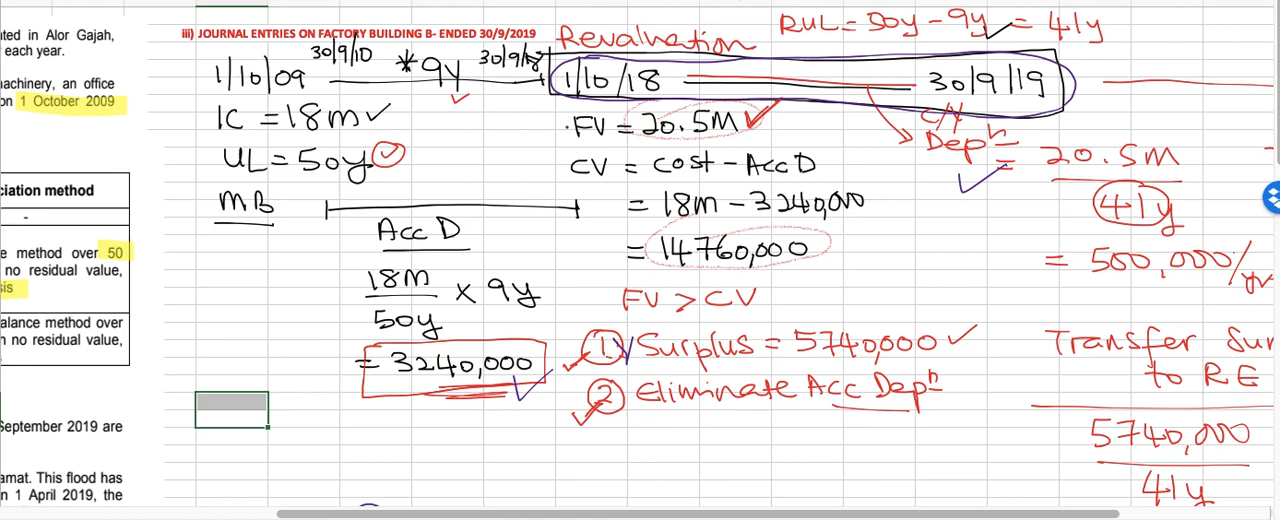 ted in Alor Gajah,
each year.
achinery, an office
on 1 October 2009
ciation method
-
e method over 50
no residual value,
sis
alance method over
no residual value,
September 2019 are
amat. This flood has
n 1 April 2019, the
iii) JOURNAL ENTRIES ON FACTORY BUILDING B- ENDED 30/9/2019
30/9/10 30/9/18
1/10/09 *9y
IC = 18m
UL = 50y
MB
Acc D
18m
50y
x 9y
= 3240,000
Revaluation
1/10/18 30/9/19
FV = 20.5M
CV = Cost - Acc D
= 18m - 3240,000
= 14760,000
FV > CV
① Surplus = 5740,000
② Eliminate Acc Depⁿ
RUL = 50y - 9y = 41y
C/Y
Depⁿ
= 20.5M
41y
= 500,000/yr
Transfer Sur
to RE
5740,000
41y